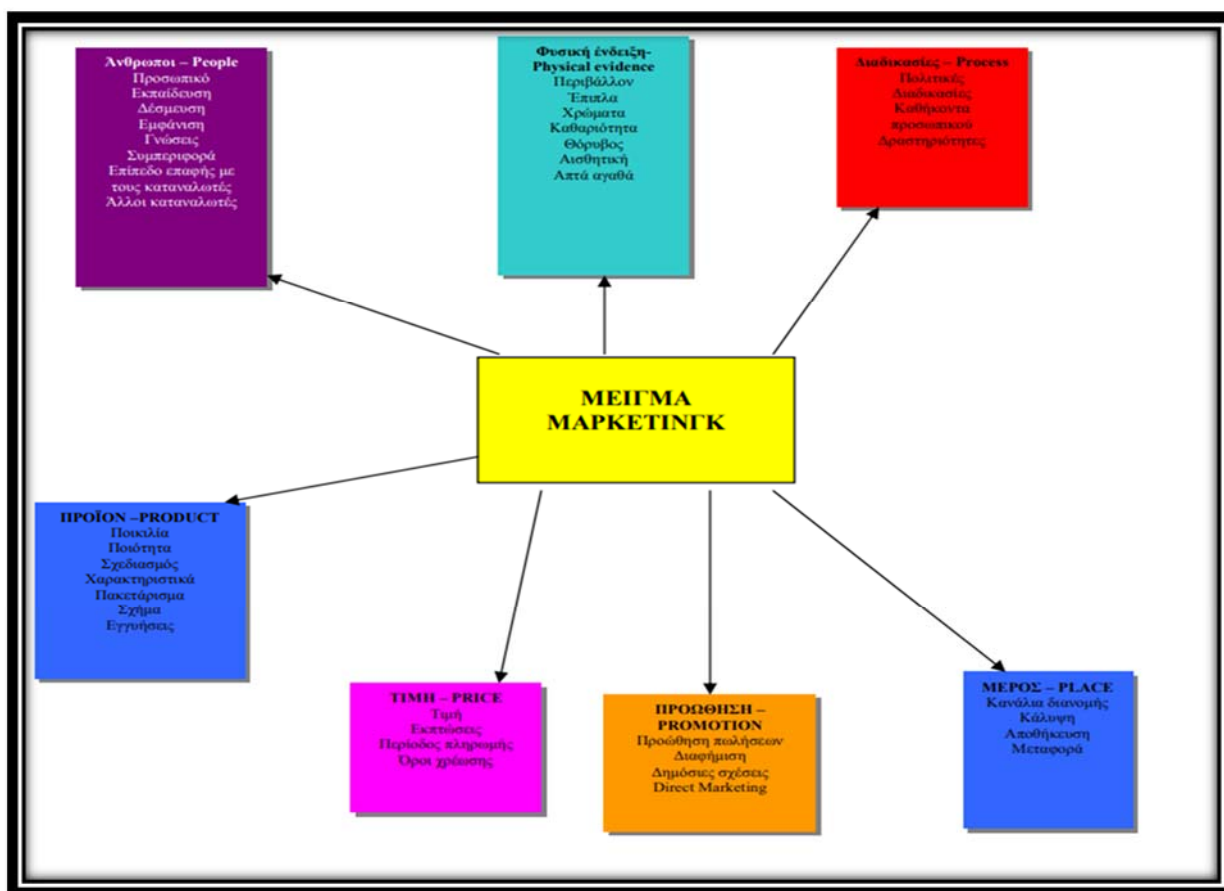 Άνθρωποι – People
Προσωπικό
Εκπαίδευση
Δέσμευση
Εμφάνιση
Γνώσεις
Συμπεριφορά
Επίπεδο επαφής με
τους καταναλωτές
Άλλοι καταναλωτές
Φυσική ένδειξη-
Physical evidence
Περιβάλλον
Έπιπλα
Χρώματα
Καθαριότητα
Θόρυβος
Αισθητική
Απτά αγαθά
Διαδικασίες – Process
Πολιτικές
Διαδικασίες
Καθήκοντα
προσωπικού
Δραστηριότητες
ΜΕΙΓΜΑ
ΜΑΡΚΕΤΙΝΓΚ
ΠΡΟΪΟΝ –PRODUCT
Ποικιλία
Ποιότητα
Σχεδιασμός
Χαρακτηριστικά
Πακετάρισμα
Σχήμα
Εγγυήσεις
ΤΙΜΗ – PRICE
Τιμή
Εκπτώσεις
Περίοδος πληρωμής
Όροι χρέωσης
ΠΡΟΩΘΗΣΗ –
PROMOTION
Προώθηση πωλήσεων
Διαφήμιση
Δημόσιες σχέσεις
Direct Marketing
ΜΕΡΟΣ – PLACE
Κανάλια διανομής
Κάλυψη
Αποθήκευση
Μεταφορά